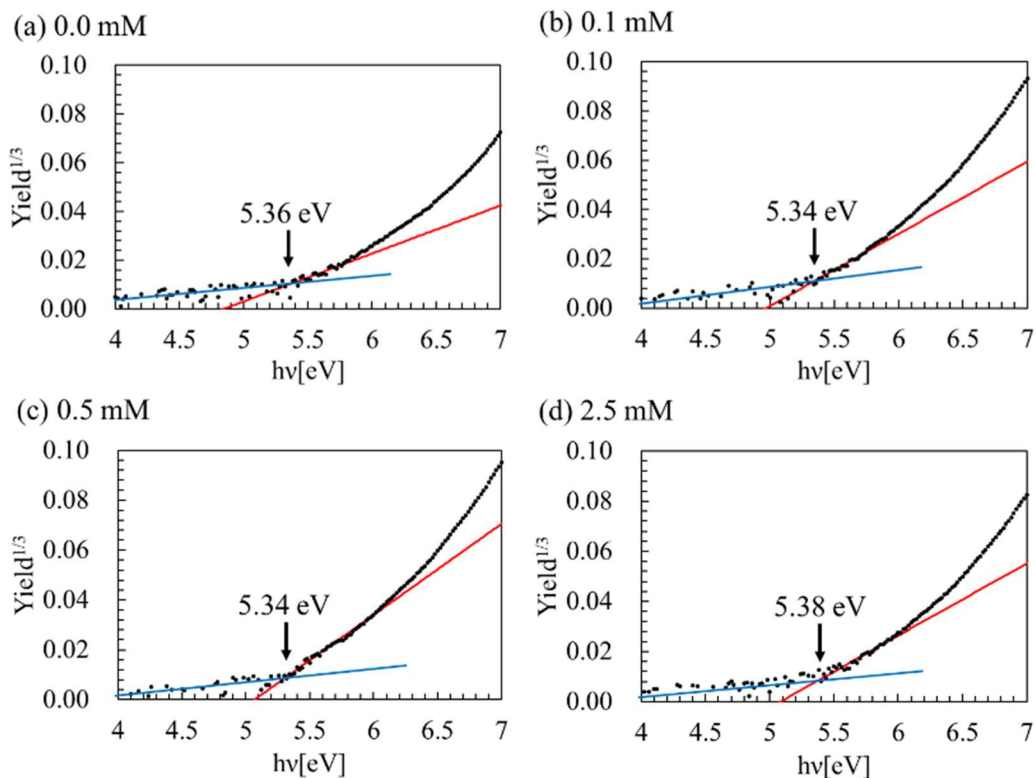 (a) 0.0 mM
0.10
0.08
0.06
0.04
0.02
0.00
Yield1/3
5.36 eV
4 4.5 5 5.5 6 6.5 7
hν[eV]
(b) 0.1 mM
0.10
0.08
0.06
0.04
0.02
0.00
Yield1/3
5.34 eV
4 4.5 5 5.5 6 6.5 7
hν[eV]
(c) 0.5 mM
0.10
0.08
0.06
0.04
0.02
0.00
Yield1/3
5.34 eV
4 4.5 5 5.5 6 6.5 7
hν[eV]
(d) 2.5 mM
0.10
0.08
0.06
0.04
0.02
0.00
Yield1/3
5.38 eV
4 4.5 5 5.5 6 6.5 7
hν[eV]